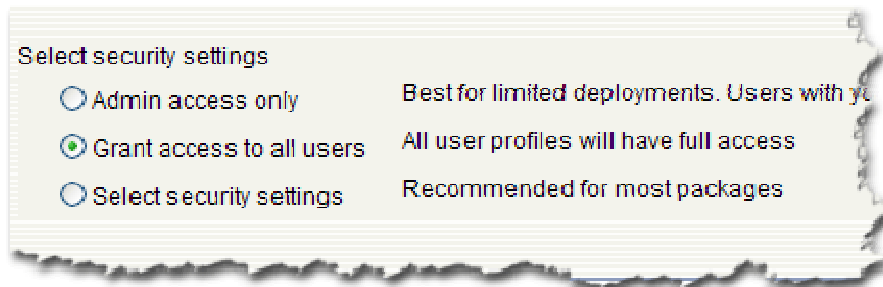 Select security settings
Admin access only Best for limited deployments. Users with
Grant access to all users All user profiles will have full access
Select security settings Recommended for most packages